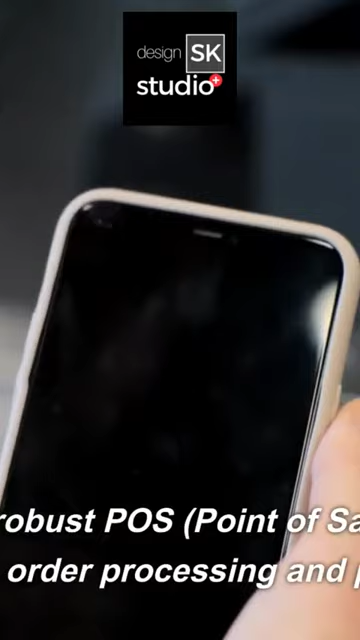 design SK
studio+
robust POS (Point of Sa
order processing and